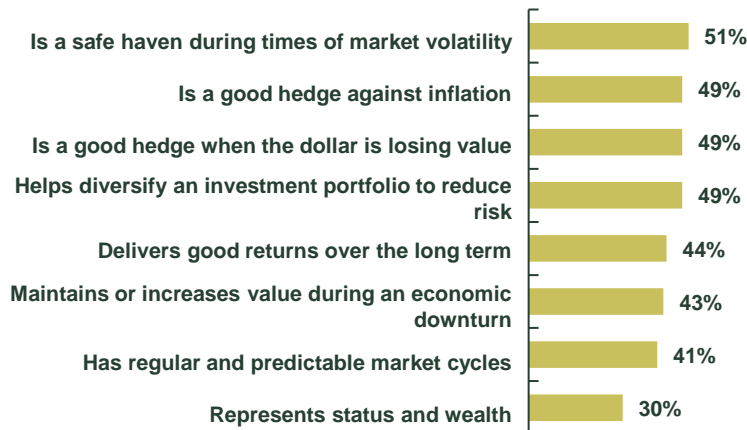 Is a safe haven during times of market volatility 51%
Is a good hedge against inflation 49%
Is a good hedge when the dollar is losing value 49%
Helps diversify an investment portfolio to reduce
risk 49%
Delivers good returns over the long term 44%
Maintains or increases value during an economic
downturn 43%
Has regular and predictable market cycles 41%
Represents status and wealth 30%